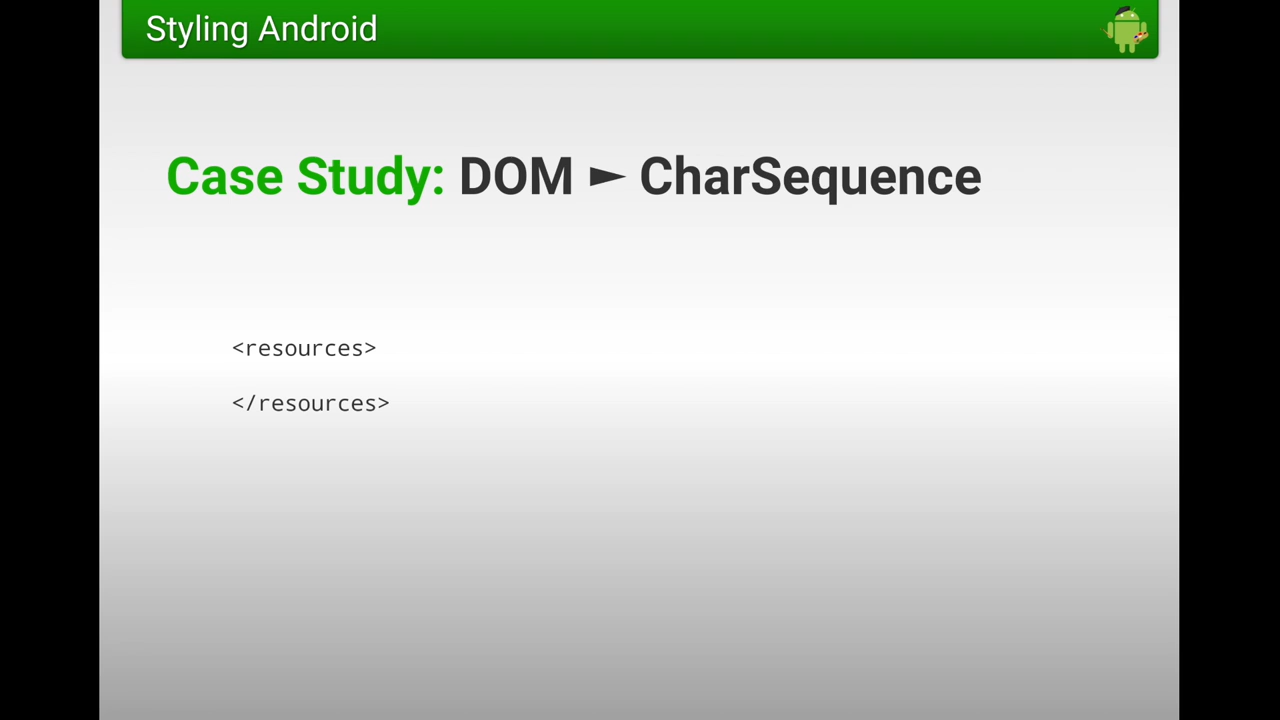 Styling Android
Case Study: DOM ► CharSequence
<resources>
</resources>